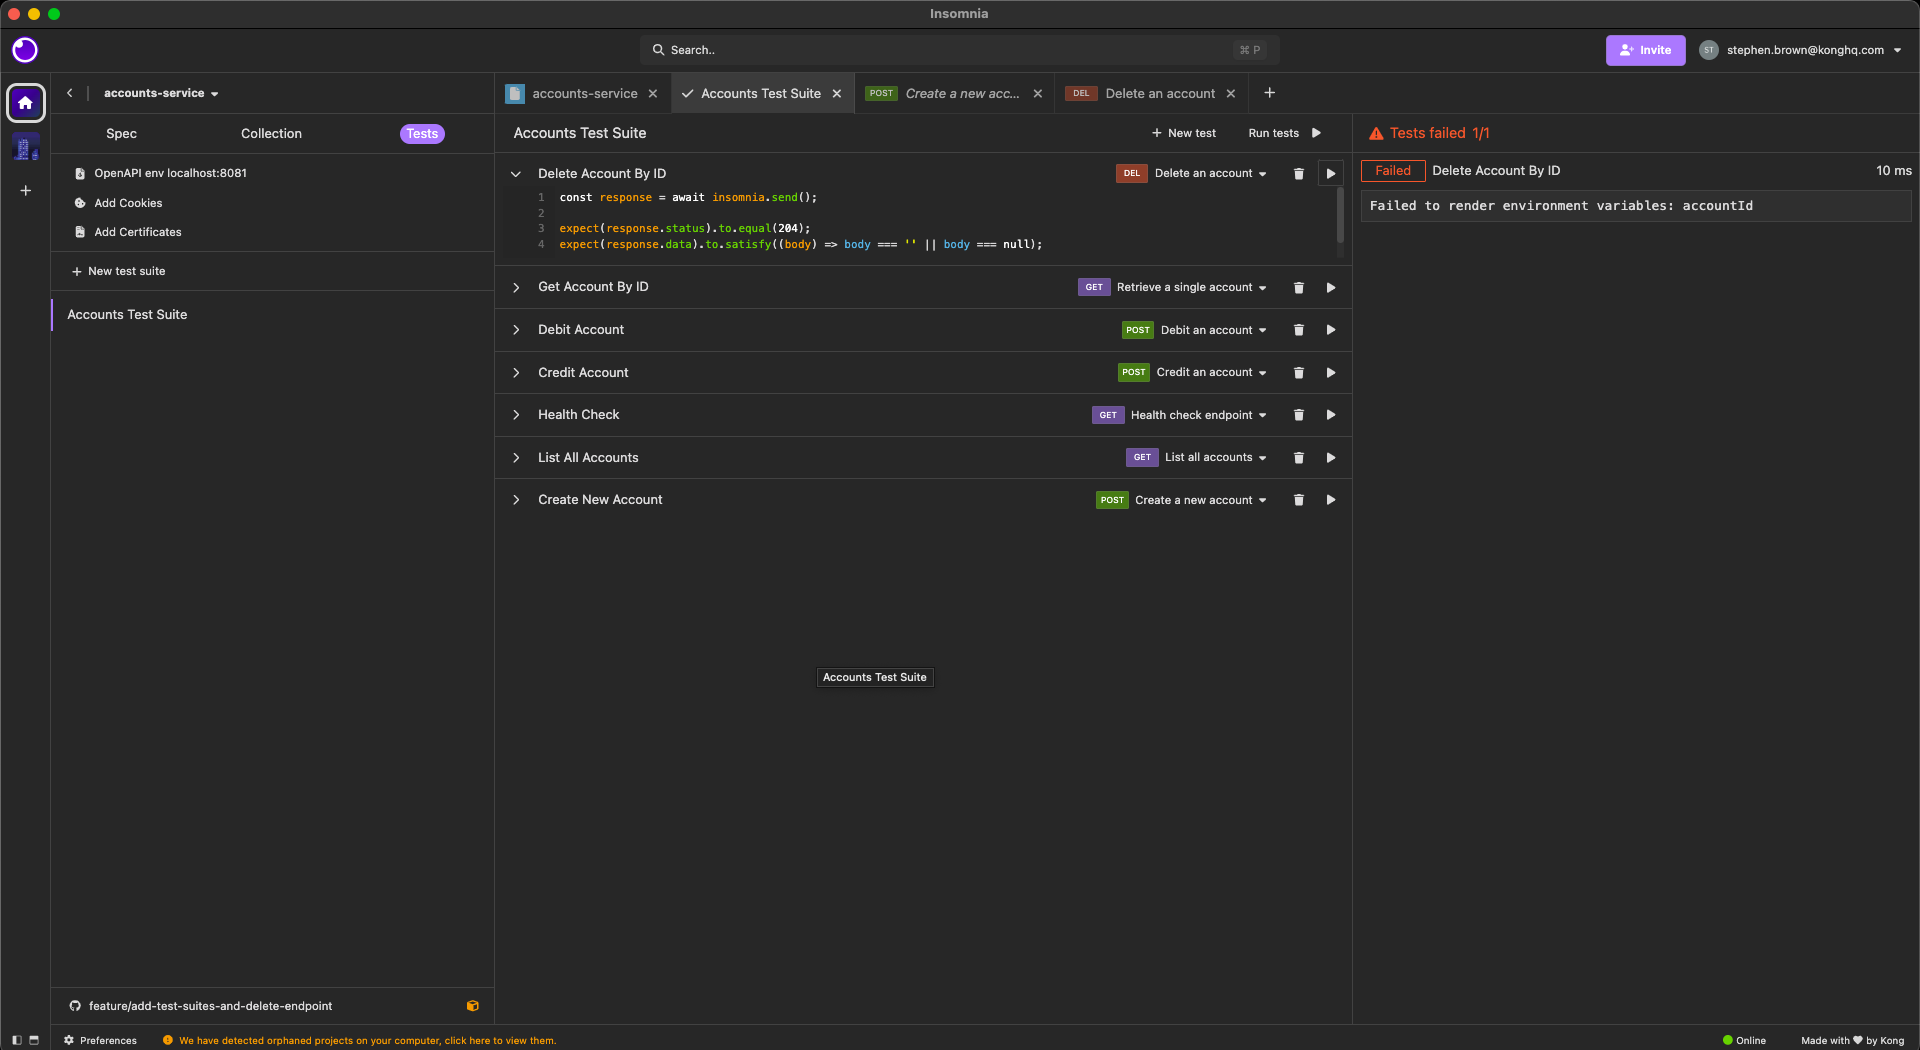 Insomnia
Search..
⌘ P
Invite
ST
stephen.brown@konghq.com
accounts-service
accounts-service
Accounts Test Suite
POST Create a new acc...
DEL Delete an account
Spec
Collection
Tests
OpenAPI env localhost:8081
Add Cookies
Add Certificates
New test suite
Accounts Test Suite
Accounts Test Suite
New test
Run tests
Delete Account By ID
DEL Delete an account
1 const response = await insomnia.send();
2
3 expect(response.status).to.equal(204);
4 expect(response.data).to.satisfy((body) => body === '' || body === null);
Get Account By ID
GET Retrieve a single account
Debit Account
POST Debit an account
Credit Account
POST Credit an account
Health Check
GET Health check endpoint
List All Accounts
GET List all accounts
Create New Account
POST Create a new account
Accounts Test Suite
Tests failed 1/1
Failed Delete Account By ID
10 ms
Failed to render environment variables: accountId
feature/add-test-suites-and-delete-endpoint
Preferences
We have detected orphaned projects on your computer, click here to view them.
Online
Made with ♥ by Kong